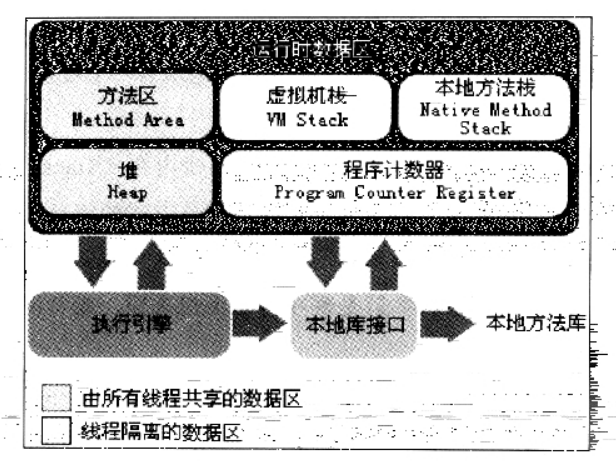 运行时数据区
方法区
Method Area
虚拟机栈
VM Stack
本地方法栈
Native Method
Stack
堆
Heap
程序计数器
Program Counter Register
执行引擎
本地库接口
本地方法库
由所有线程共享的数据区
线程隔离的数据区